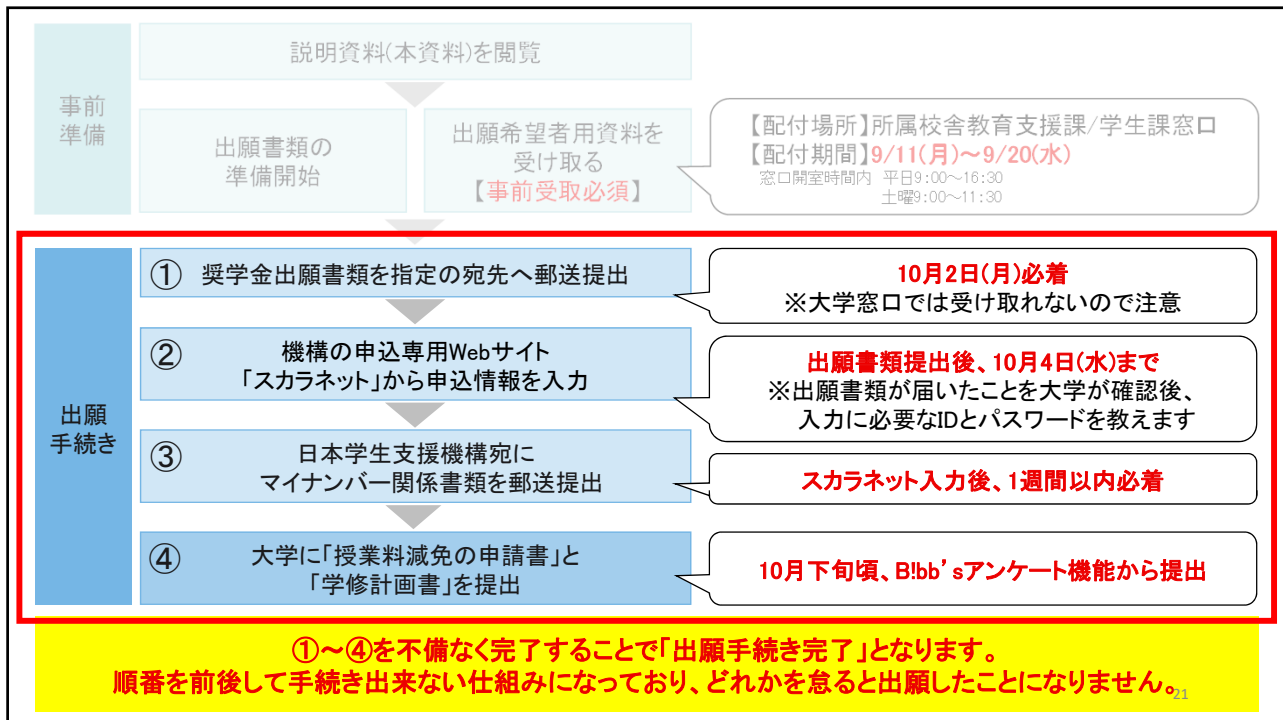 事前
準備
説明資料(本資料)を閲覧
出願書類の
準備開始
出願希望者用資料を
受け取る
【事前受取必須】
【配付場所】所属校舎教育支援課/学生課窓口
【配付期間】9/11(月)～9/20(水)
窓口開室時間内 平日9:00～16:30
土曜9:00～11:30
出願
手続き
① 奨学金出願書類を指定の宛先へ郵送提出
10月2日(月)必着
※大学窓口では受け取れないので注意
② 機構の申込専用Webサイト
「スカラネット」から申込情報を入力
出願書類提出後、10月4日(水)まで
※出願書類が届いたことを大学が確認後、
入力に必要なIDとパスワードを教えます
③ 日本学生支援機構宛に
マイナンバー関係書類を郵送提出
スカラネット入力後、1週間以内必着
④ 大学に「授業料減免の申請書」と
「学修計画書」を提出
10月下旬頃、B!bb'sアンケート機能から提出
①～④を不備なく完了することで「出願手続き完了」となります。
順番を前後して手続き出来ない仕組みになっており、どれかを怠ると出願したことになりません。
21